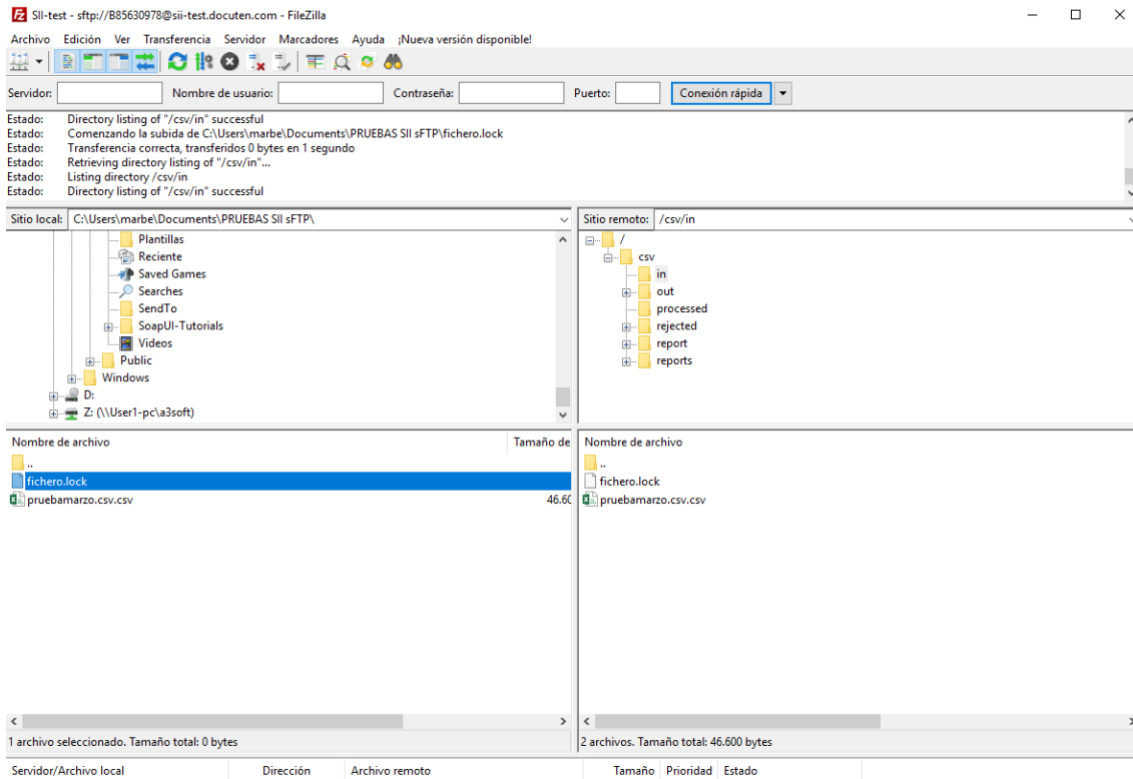 SII-test - sftp://B85630978@sii-test.docuten.com - FileZilla
Archivo Edición Ver Transferencia Servidor Marcadores Ayuda ¡Nueva versión disponible!
Servidor: Nombre de usuario: Contraseña: Puerto: Conexión rápida
Estado: Directory listing of "/csv/in" successful
Estado: Comenzando la subida de C:\Users\marbe\Documents\PRUEBAS SII sFTP\fichero.lock
Estado: Transferencia correcta, transferidos 0 bytes en 1 segundo
Estado: Retrieving directory listing of "/csv/in"...
Estado: Listing directory /csv/in
Estado: Directory listing of "/csv/in" successful
Sitio local: C:\Users\marbe\Documents\PRUEBAS SII sFTP\
Plantillas
Reciente
Saved Games
Searches
SendTo
SoapUI-Tutorials
Videos
Public
Windows
D:
Z: (\\User1-pc\a3soft)
Sitio remoto: /csv/in
/
csv
in
out
processed
rejected
report
reports
Nombre de archivo Tamaño de
..
fichero.lock
pruebamarzo.csv.csv 46.60
1 archivo seleccionado. Tamaño total: 0 bytes
Nombre de archivo
..
fichero.lock
pruebamarzo.csv.csv
2 archivos. Tamaño total: 46.600 bytes
Servidor/Archivo local Dirección Archivo remoto Tamaño Prioridad Estado